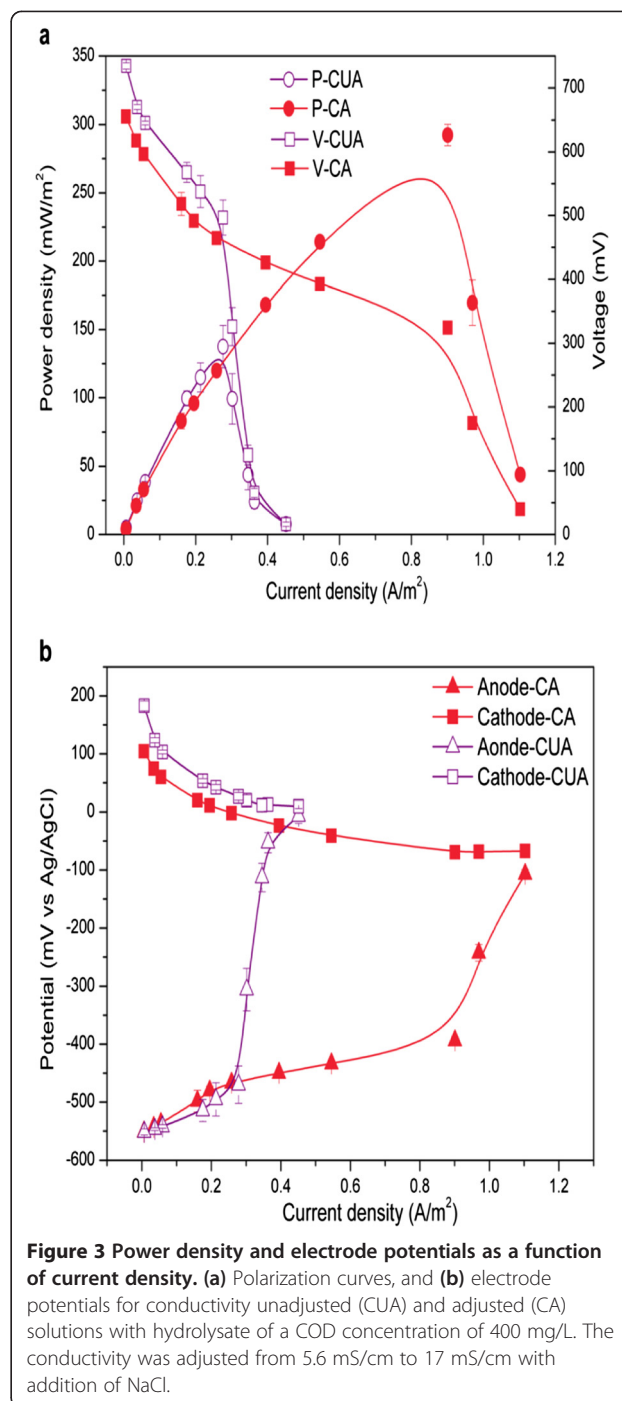 a
350
300
250
200
150
100
50
0
Power density (mW/m²)
P-CUA
P-CA
V-CUA
V-CA
700
600
500
400
300
200
100
0
Voltage (mV)
0.0 0.2 0.4 0.6 0.8 1.0 1.2
Current density (A/m²)
b
200
100
0
-100
-200
-300
-400
-500
-600
Potential (mV vs Ag/AgCl)
Anode-CA
Cathode-CA
Aonde-CUA
Cathode-CUA
0.0 0.2 0.4 0.6 0.8 1.0 1.2
Current density (A/m²)
Figure 3 Power density and electrode potentials as a function
of current density. (a) Polarization curves, and (b) electrode
potentials for conductivity unadjusted (CUA) and adjusted (CA)
solutions with hydrolysate of a COD concentration of 400 mg/L. The
conductivity was adjusted from 5.6 mS/cm to 17 mS/cm with
addition of NaCl.